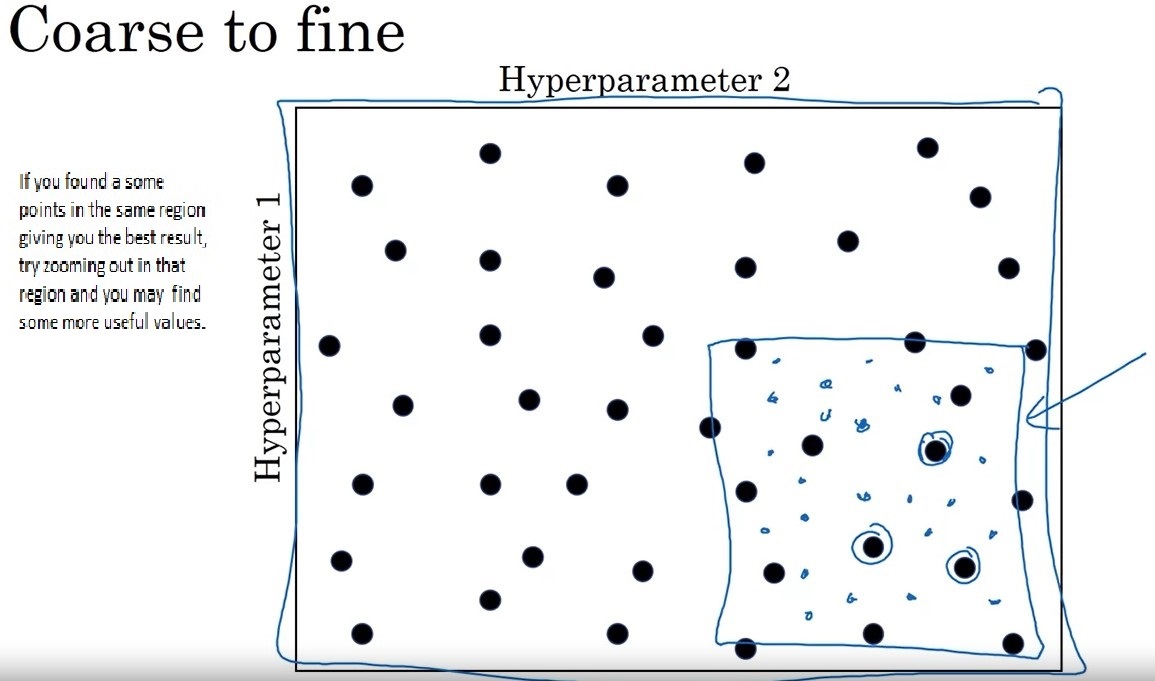 Coarse to fine
Hyperparameter 2
If you found a some
points in the same region
giving you the best result,
try zooming out in that
region and you may find
some more useful values.
Hyperparameter 1